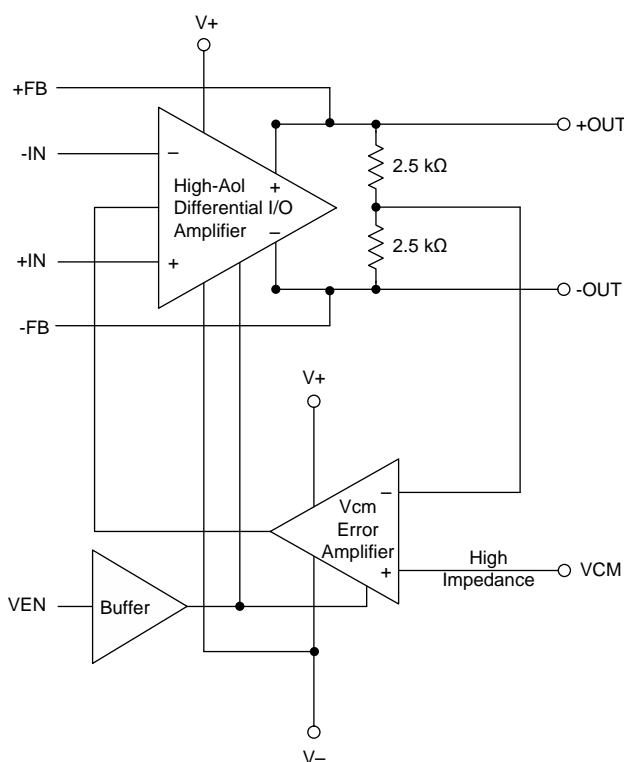 V+
+FB
+OUT
-IN
−
2.5 kΩ
High-Aol
Differential I/O
Amplifier
+
−
2.5 kΩ
+IN
+
-OUT
-FB
V+
−
Vcm
Error
Amplifier
+
High
Impedance
VCM
VEN
Buffer
V−